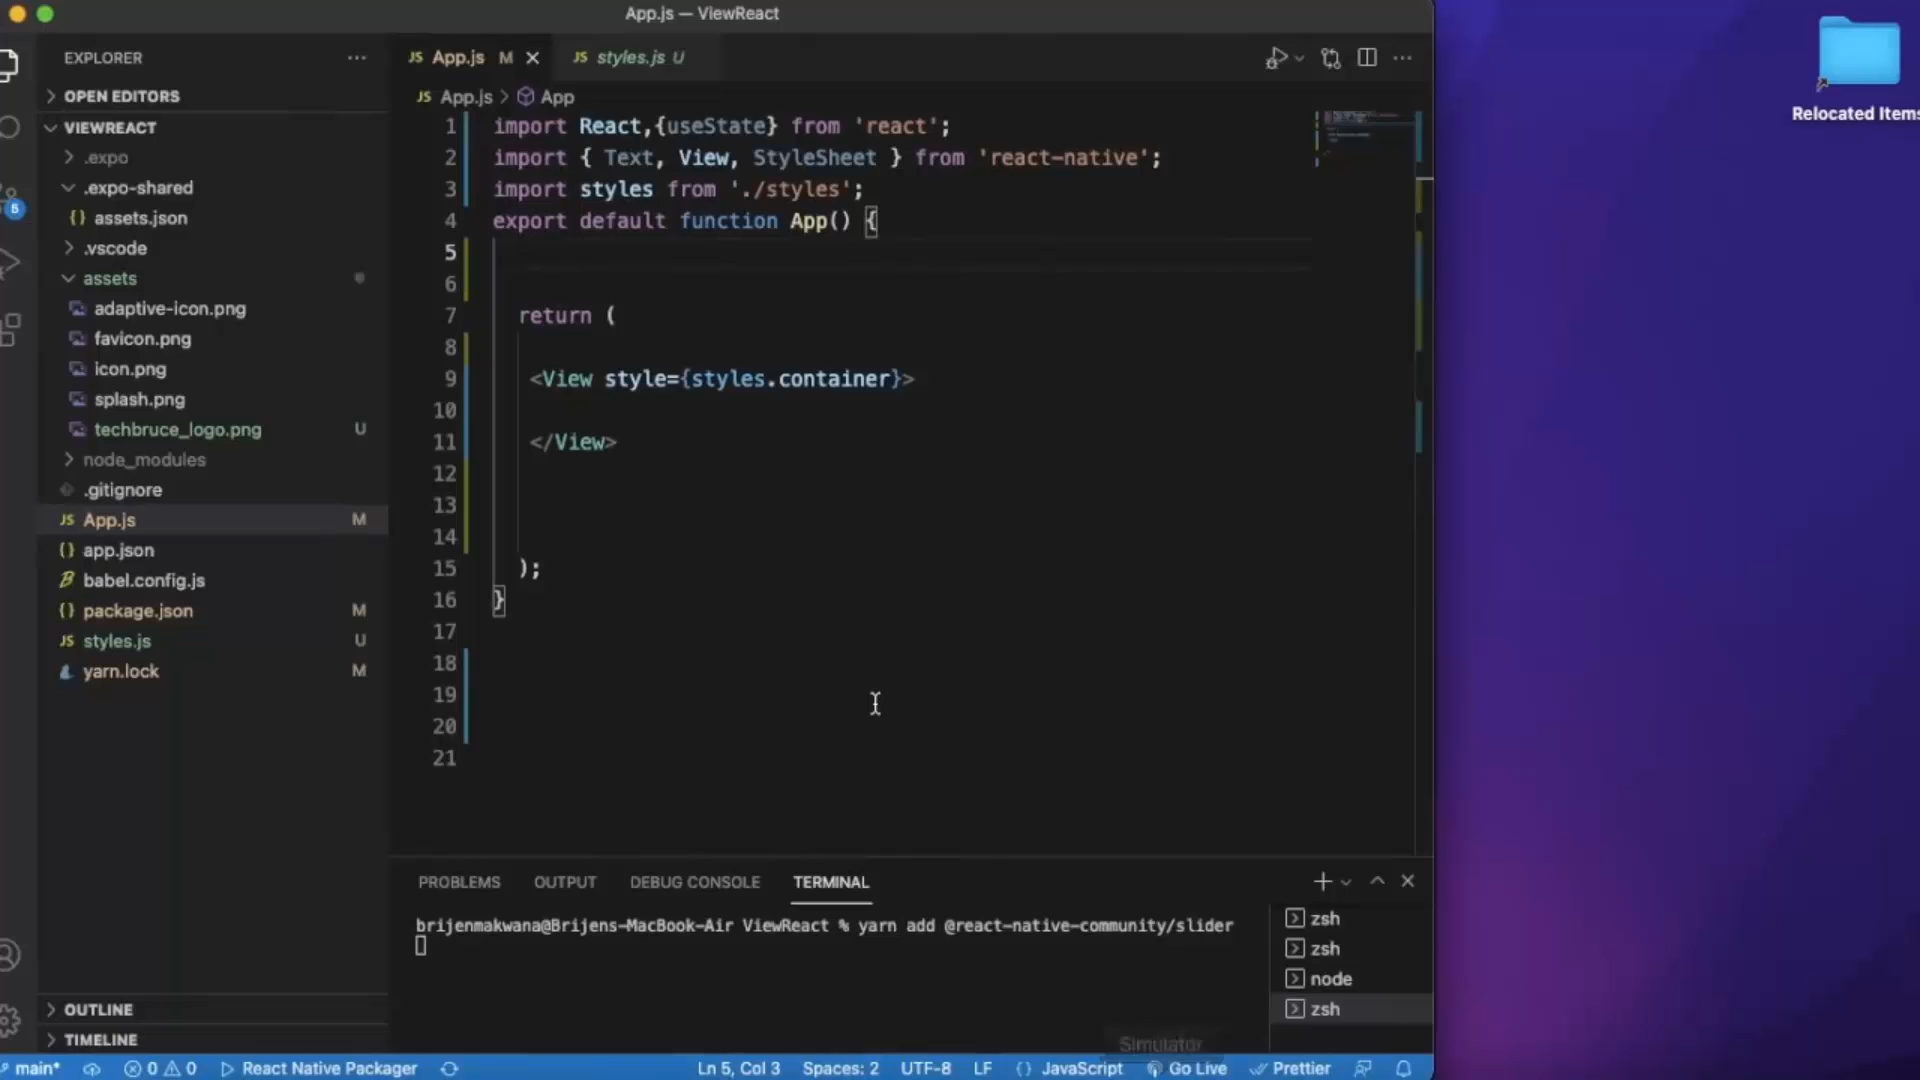 App.js — ViewReact
Relocated Items
EXPLORER
OPEN EDITORS
VIEWREACT
.expo
.expo-shared
{} assets.json
.vscode
assets
adaptive-icon.png
favicon.png
icon.png
splash.png
techbruce_logo.png U
node_modules
.gitignore
JS App.js M
{} app.json
babel.config.js
{} package.json M
JS styles.js U
yarn.lock M
OUTLINE
TIMELINE
5
JS App.js M
JS styles.js U
JS App.js > App
1 import React,{useState} from 'react';
2 import { Text, View, StyleSheet } from 'react-native';
3 import styles from './styles';
4 export default function App() {
5
6
7 return (
8
9 <View style={styles.container}>
10
11 </View>
12
13
14
15 );
16 }
17
18
19
20
21
PROBLEMS OUTPUT DEBUG CONSOLE TERMINAL
brijenmakwana@Brijens-MacBook-Air ViewReact % yarn add @react-native-community/slider
zsh
zsh
node
zsh
Simulator
main* 0 0 React Native Packager Ln 5, Col 3 Spaces: 2 UTF-8 LF {} JavaScript Go Live Prettier